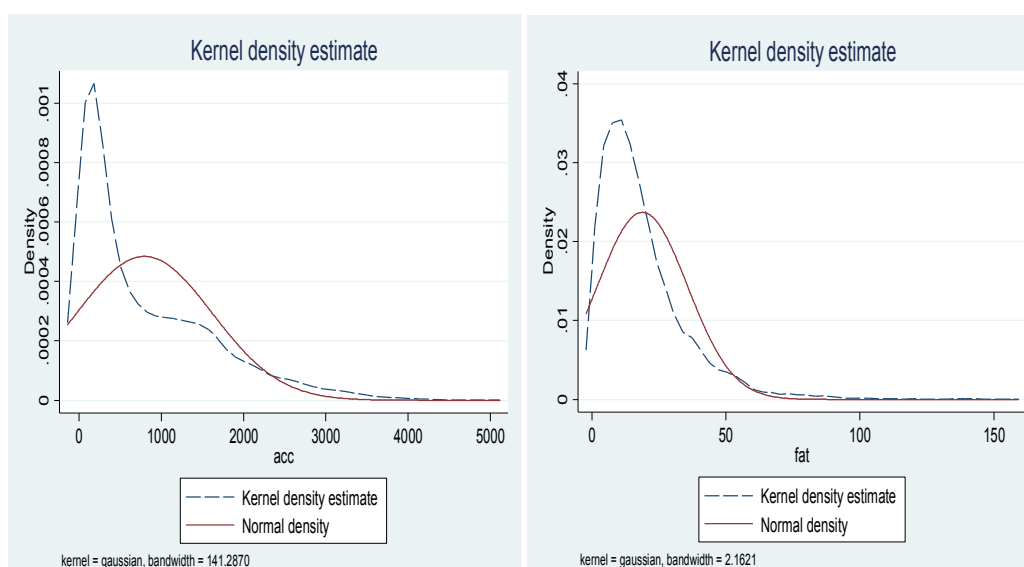 Kernel density estimate
Density
0
.0002
.0004
.0006
.0008
.001
0 1000 2000 3000 4000 5000
acc
Kernel density estimate
Normal density
kernel = gaussian, bandwidth = 141.2870
Kernel density estimate
Density
0
.01
.02
.03
.04
0 50 100 150
fat
Kernel density estimate
Normal density
kernel = gaussian, bandwidth = 2.1621